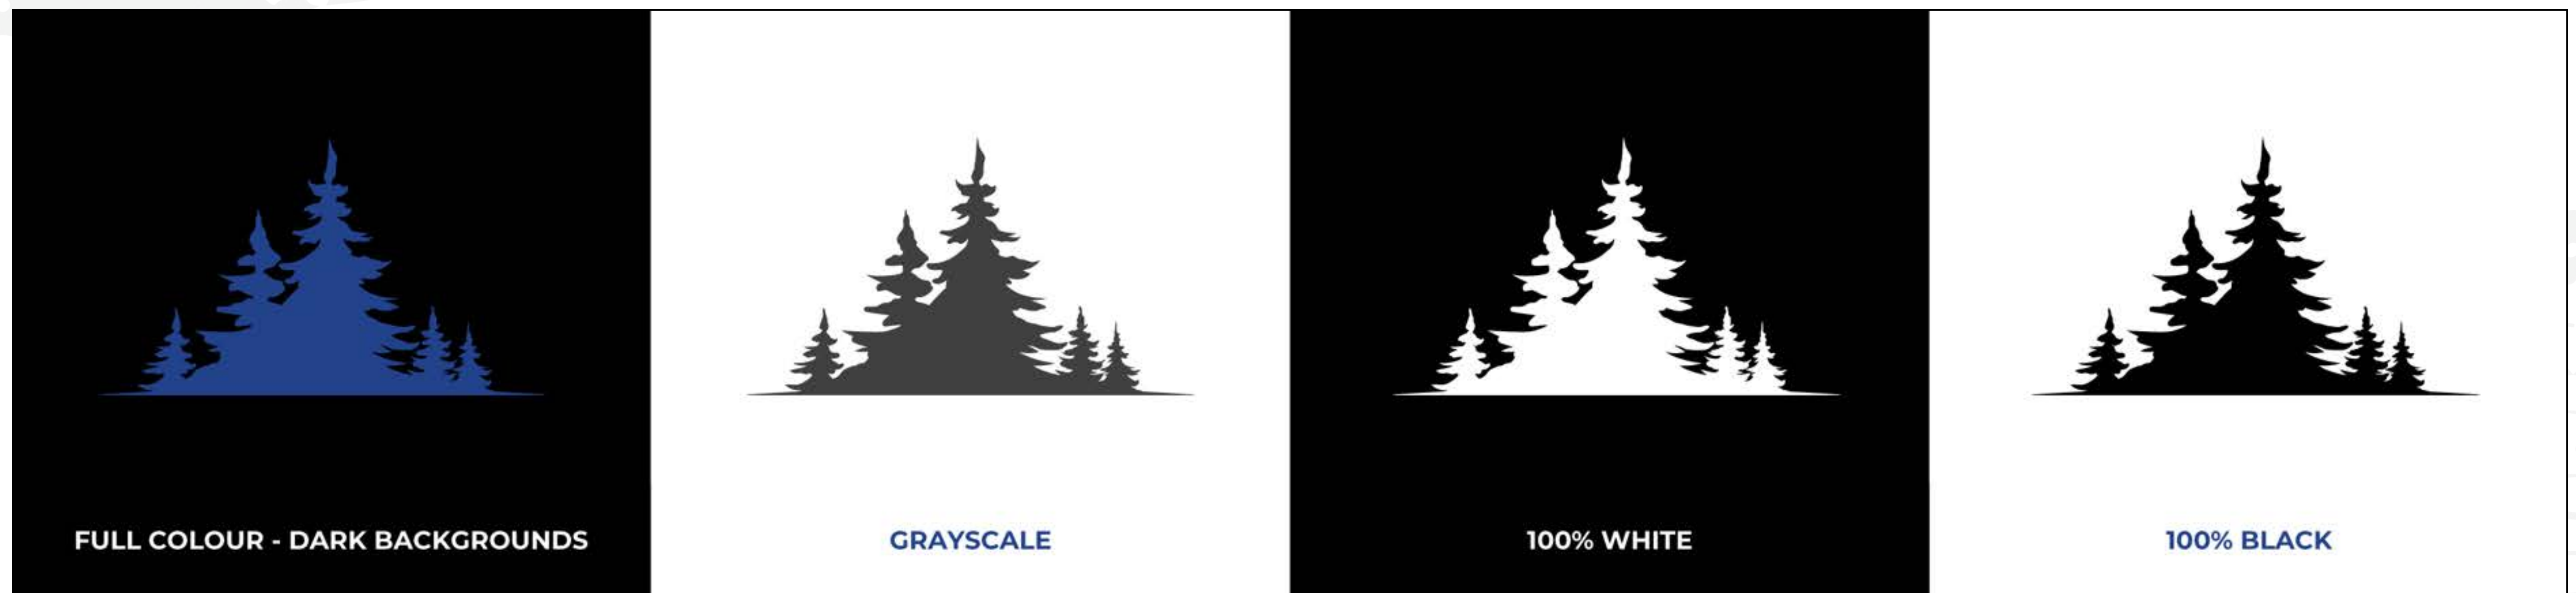 FULL COLOUR - DARK BACKGROUNDS
GRAYSCALE
100% WHITE
100% BLACK